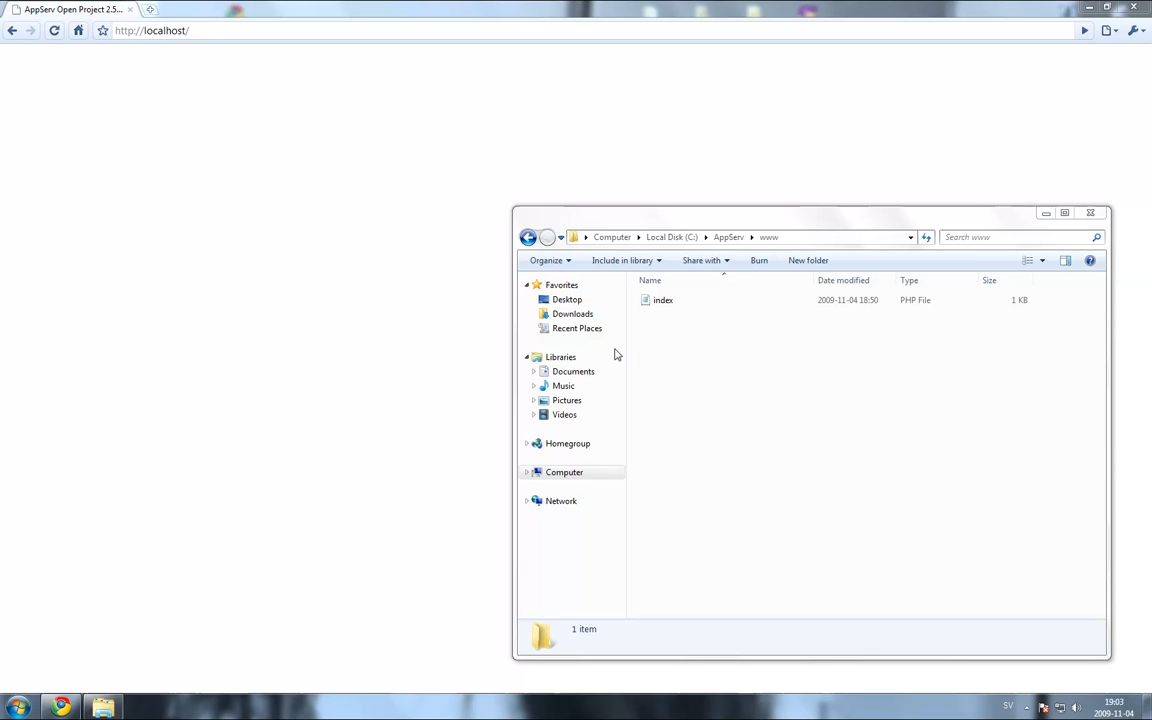 AppServ Open Project 2.5...
http://localhost/
Computer Local Disk (C:) AppServ www
Search www
Organize Include in library Share with Burn New folder
Name Date modified Type Size
index 2009-11-04 18:50 PHP File 1 KB
Favorites
Desktop
Downloads
Recent Places
Libraries
Documents
Music
Pictures
Videos
Homegroup
Computer
Network
1 item
SV
19:03
2009-11-04